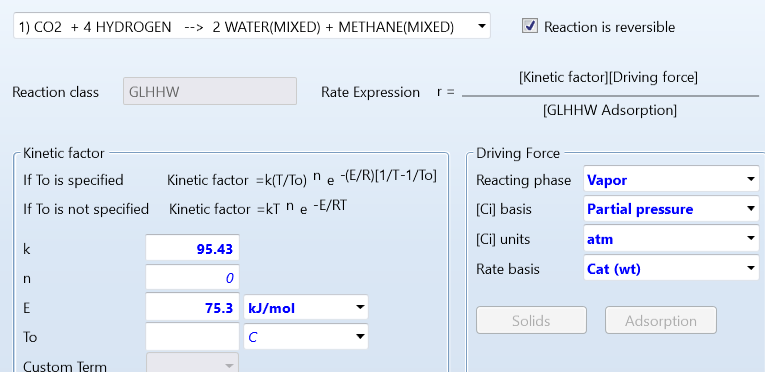 1) CO2 + 4 HYDROGEN --> 2 WATER(MIXED) + METHANE(MIXED)
Reaction is reversible
Reaction class GLHHW Rate Expression r = [Kinetic factor][Driving force]
[GLHHW Adsorption]
Kinetic factor
If To is specified Kinetic factor =k(T/To) n e -(E/R)[1/T-1/To]
If To is not specified Kinetic factor =kT n e -E/RT
k 95.43
n 0
E 75.3 kJ/mol
To C
Custom Term
Driving Force
Reacting phase Vapor
[Ci] basis Partial pressure
[Ci] units atm
Rate basis Cat (wt)
Solids Adsorption